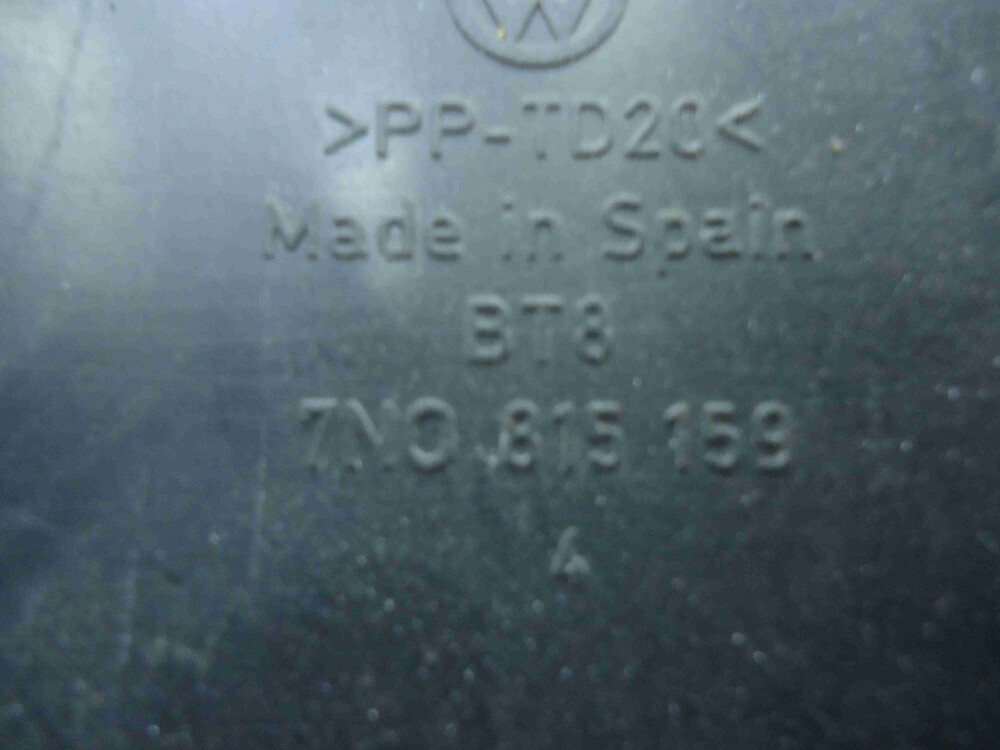 >PP-TD20<
Made in Spain
BT8
7N0.815 159
4